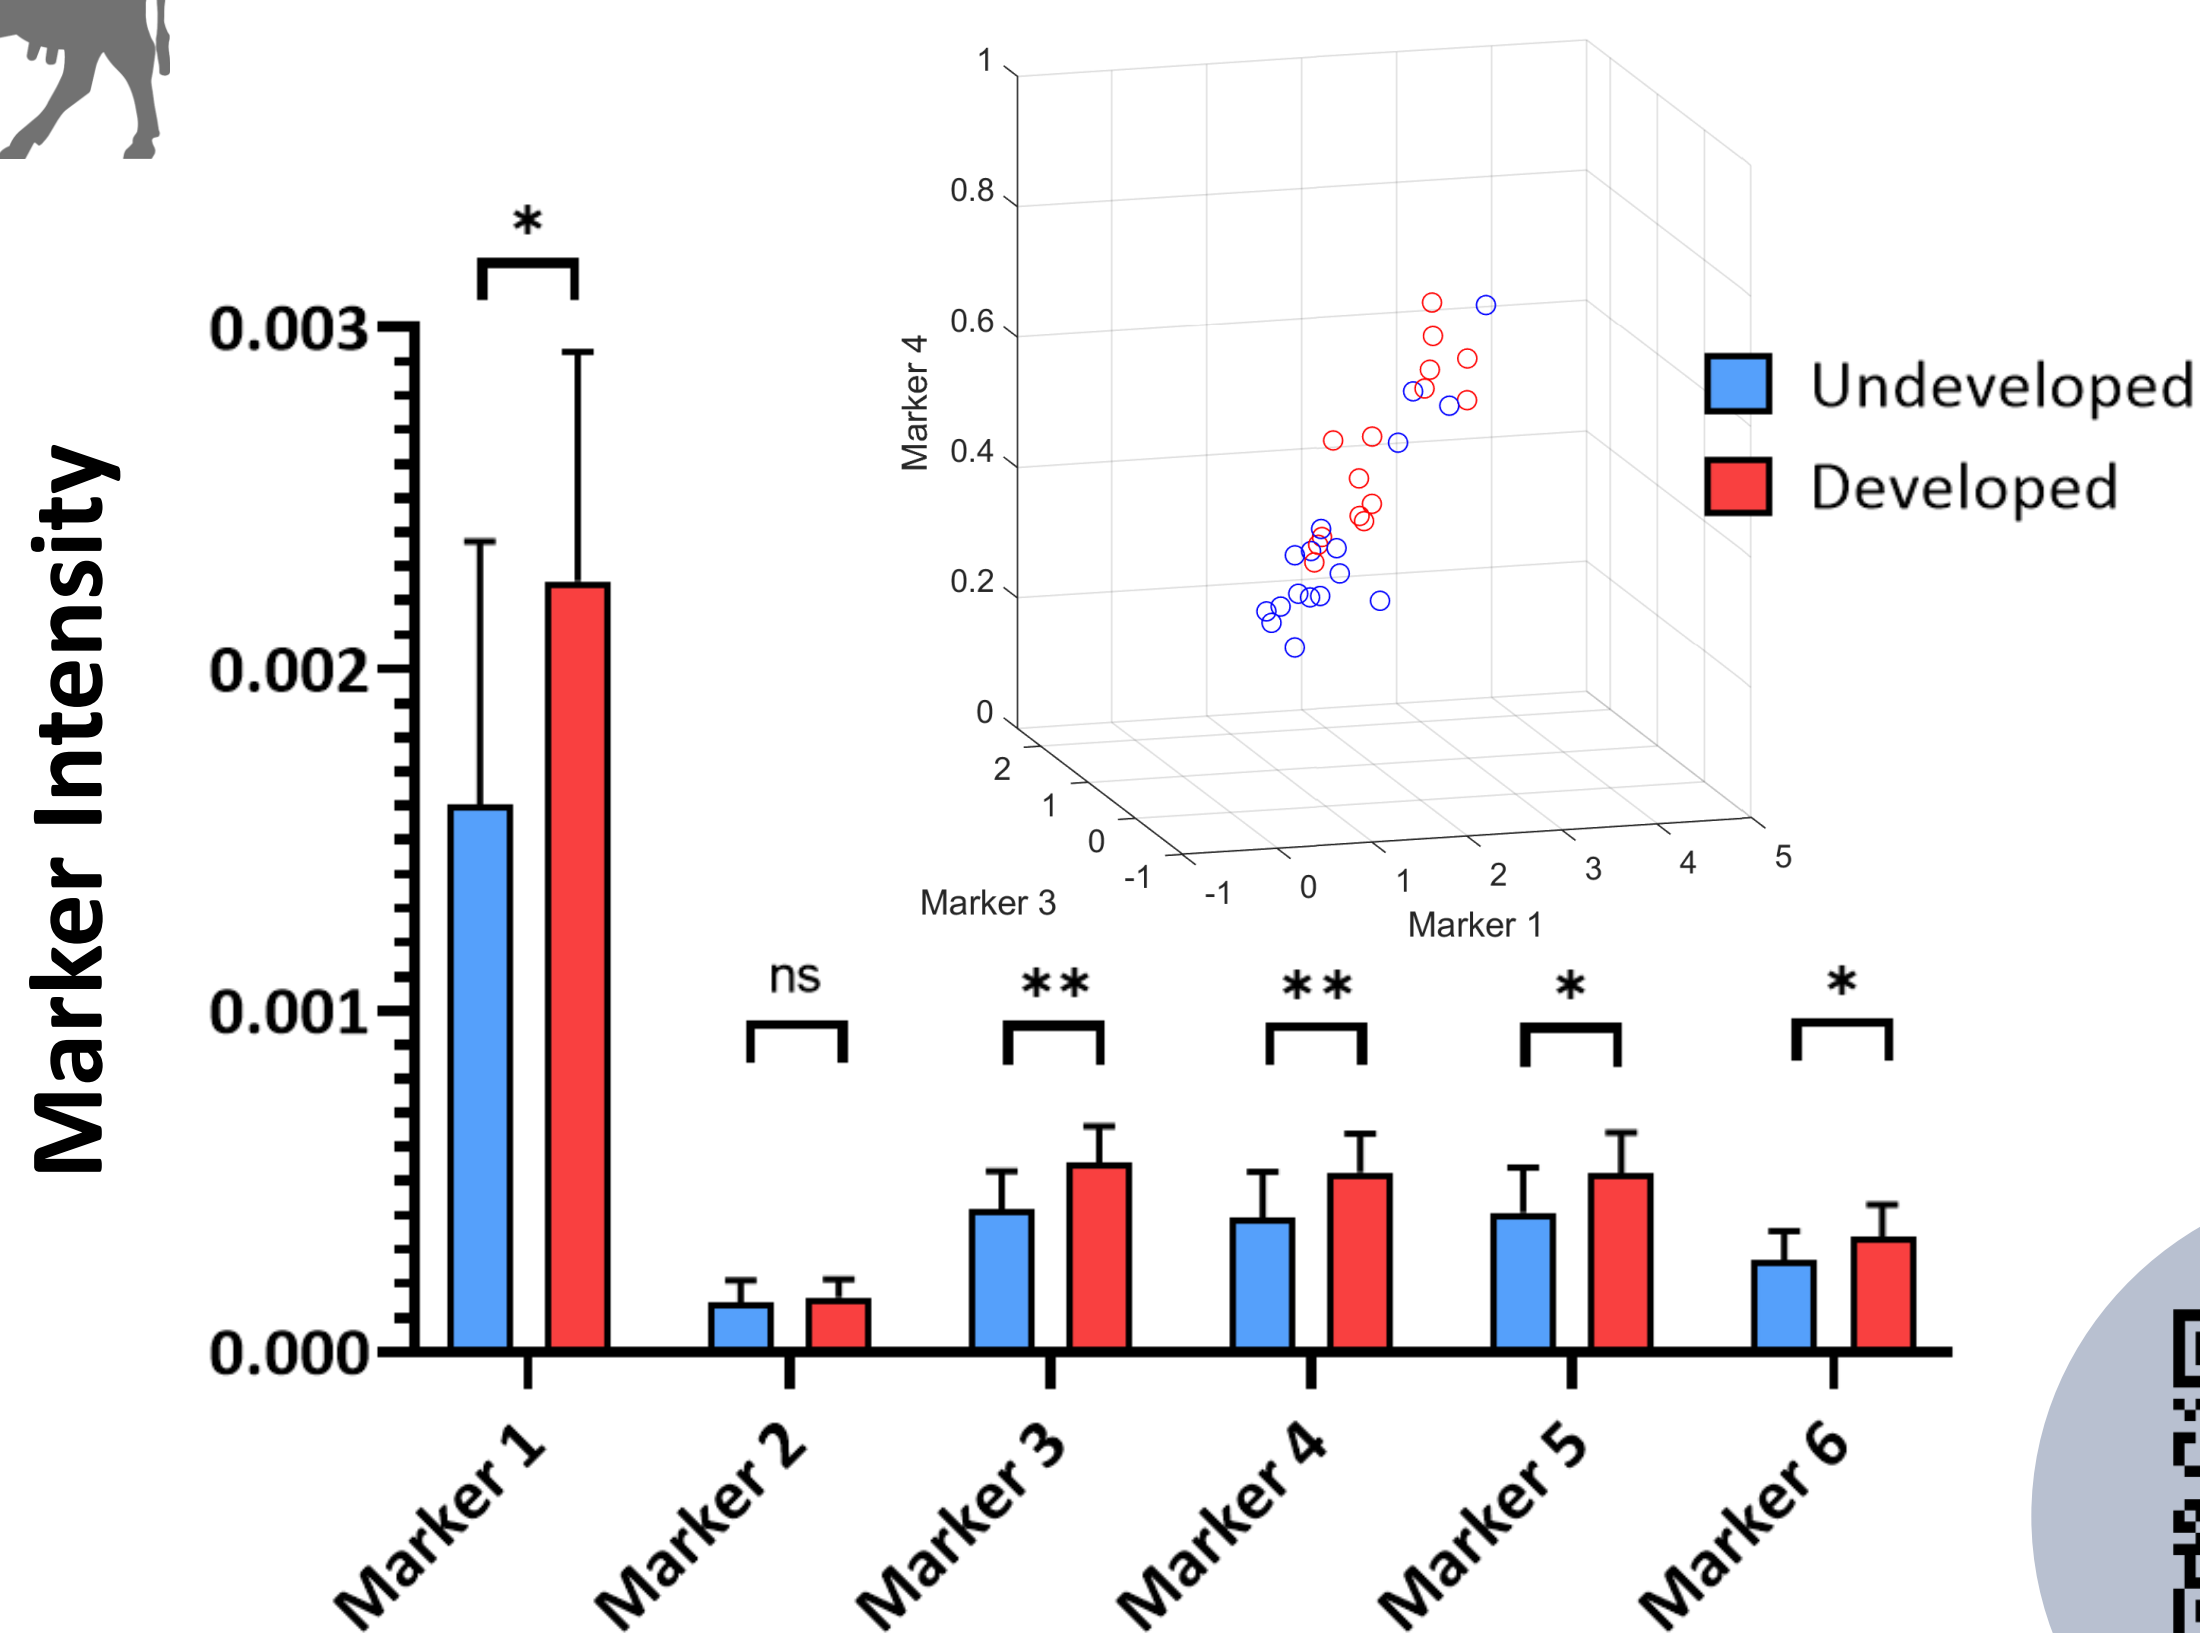 *
0.003
0.002
0.001
0.000
Marker Intensity
1
0.8
0.6
0.4
0.2
0
Marker 4
2
1
0
-1
Marker 3
-1
0
1
2
3
4
5
Marker 1
Undeveloped
Developed
ns
**
**
*
*
Marker 1
Marker 2
Marker 3
Marker 4
Marker 5
Marker 6